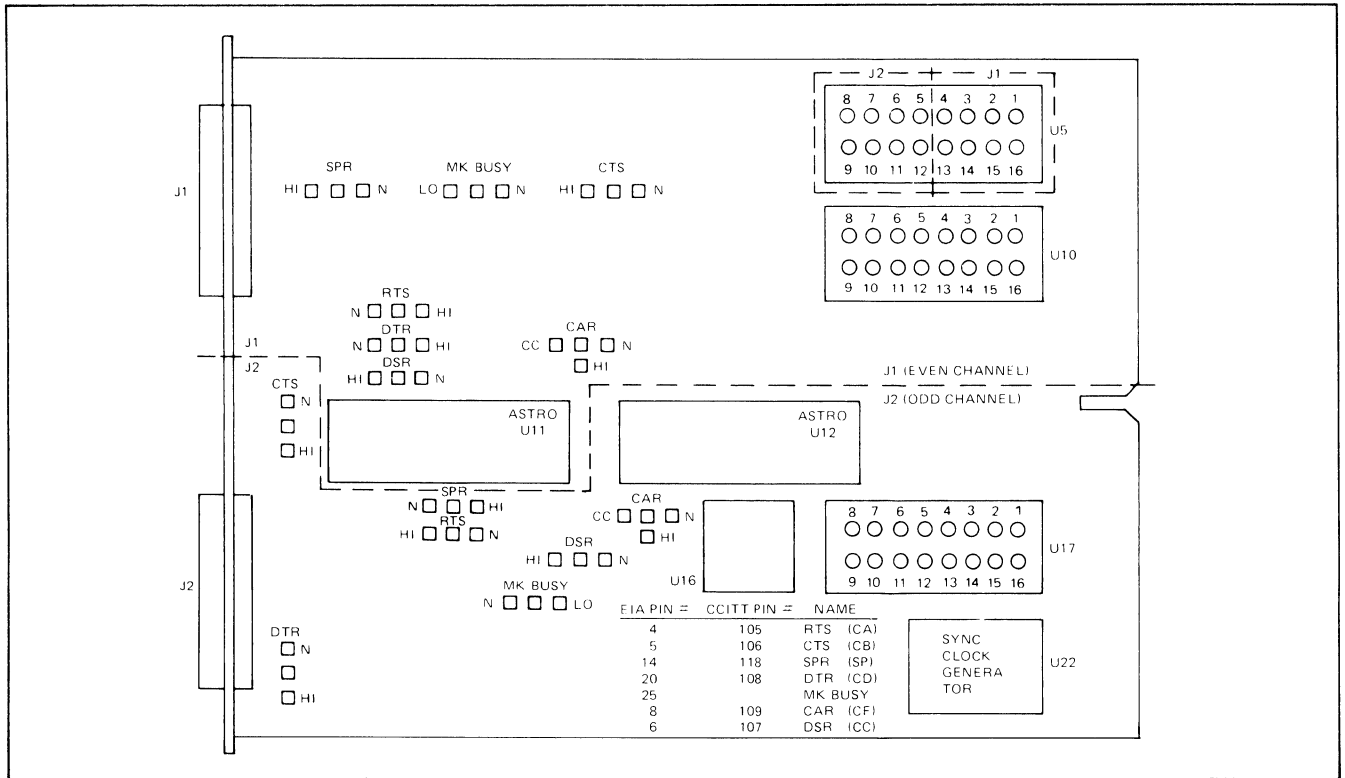 J2 J1
8 7 6 5 4 3 2 1
U5
9 10 11 12 13 14 15 16
J1
SPR
HI N
MK BUSY
LO N
CTS
HI N
8 7 6 5 4 3 2 1
U10
9 10 11 12 13 14 15 16
RTS
N HI
DTR
N HI
DSR
HI N
CAR
CC N
HI
J1
J2
J1 (EVEN CHANNEL)
J2 (ODD CHANNEL)
CTS
N
HI
ASTRO
U11
ASTRO
U12
SPR
N HI
RTS
HI N
CAR
CC N
HI
DSR
HI N
MK BUSY
N LO
U16
8 7 6 5 4 3 2 1
U17
9 10 11 12 13 14 15 16
J2
DTR
N
HI
EIA PIN = CCITT PIN = NAME
4 105 RTS (CA)
5 106 CTS (CB)
14 118 SPR (SP)
20 108 DTR (CD)
25 MK BUSY
8 109 CAR (CF)
6 107 DSR (CC)
SYNC
CLOCK
GENERA
TOR
U22